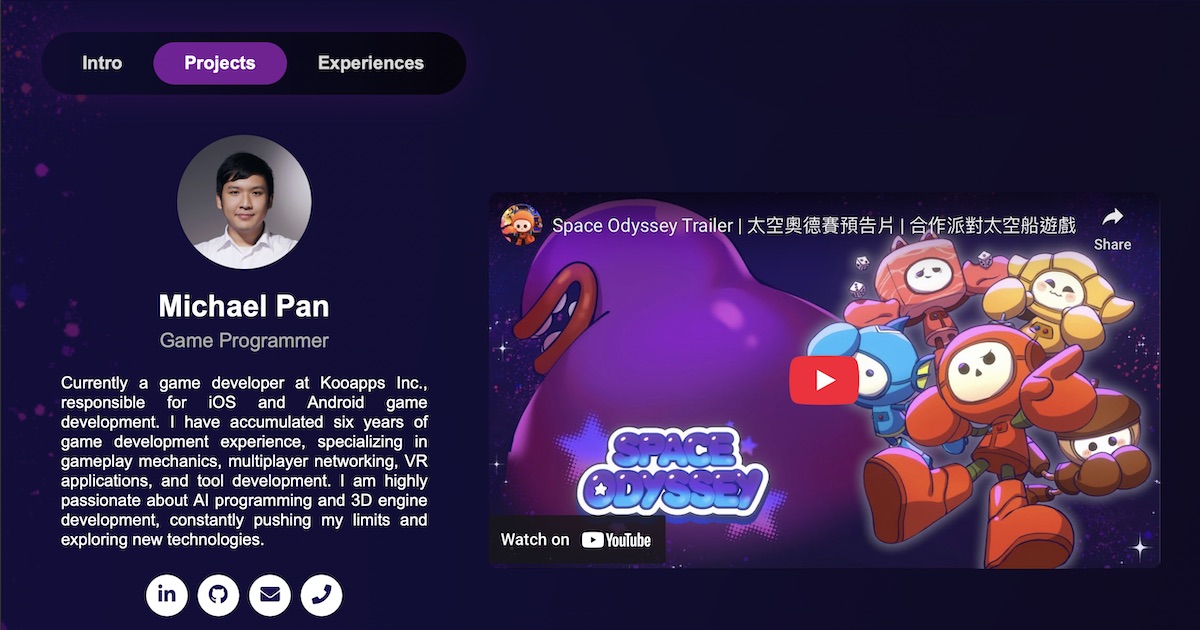 Intro
Projects
Experiences
Michael Pan
Game Programmer
Currently a game developer at Kooapps Inc.,
responsible for iOS and Android game
development. I have accumulated six years of
game development experience, specializing in
gameplay mechanics, multiplayer networking, VR
applications, and tool development. I am highly
passionate about AI programming and 3D engine
development, constantly pushing my limits and
exploring new technologies.
in
Space Odyssey Trailer | 太空奧德賽預告片 | 合作派對太空船遊戲
Share
SPACE
ODYSSEY
Watch on YouTube